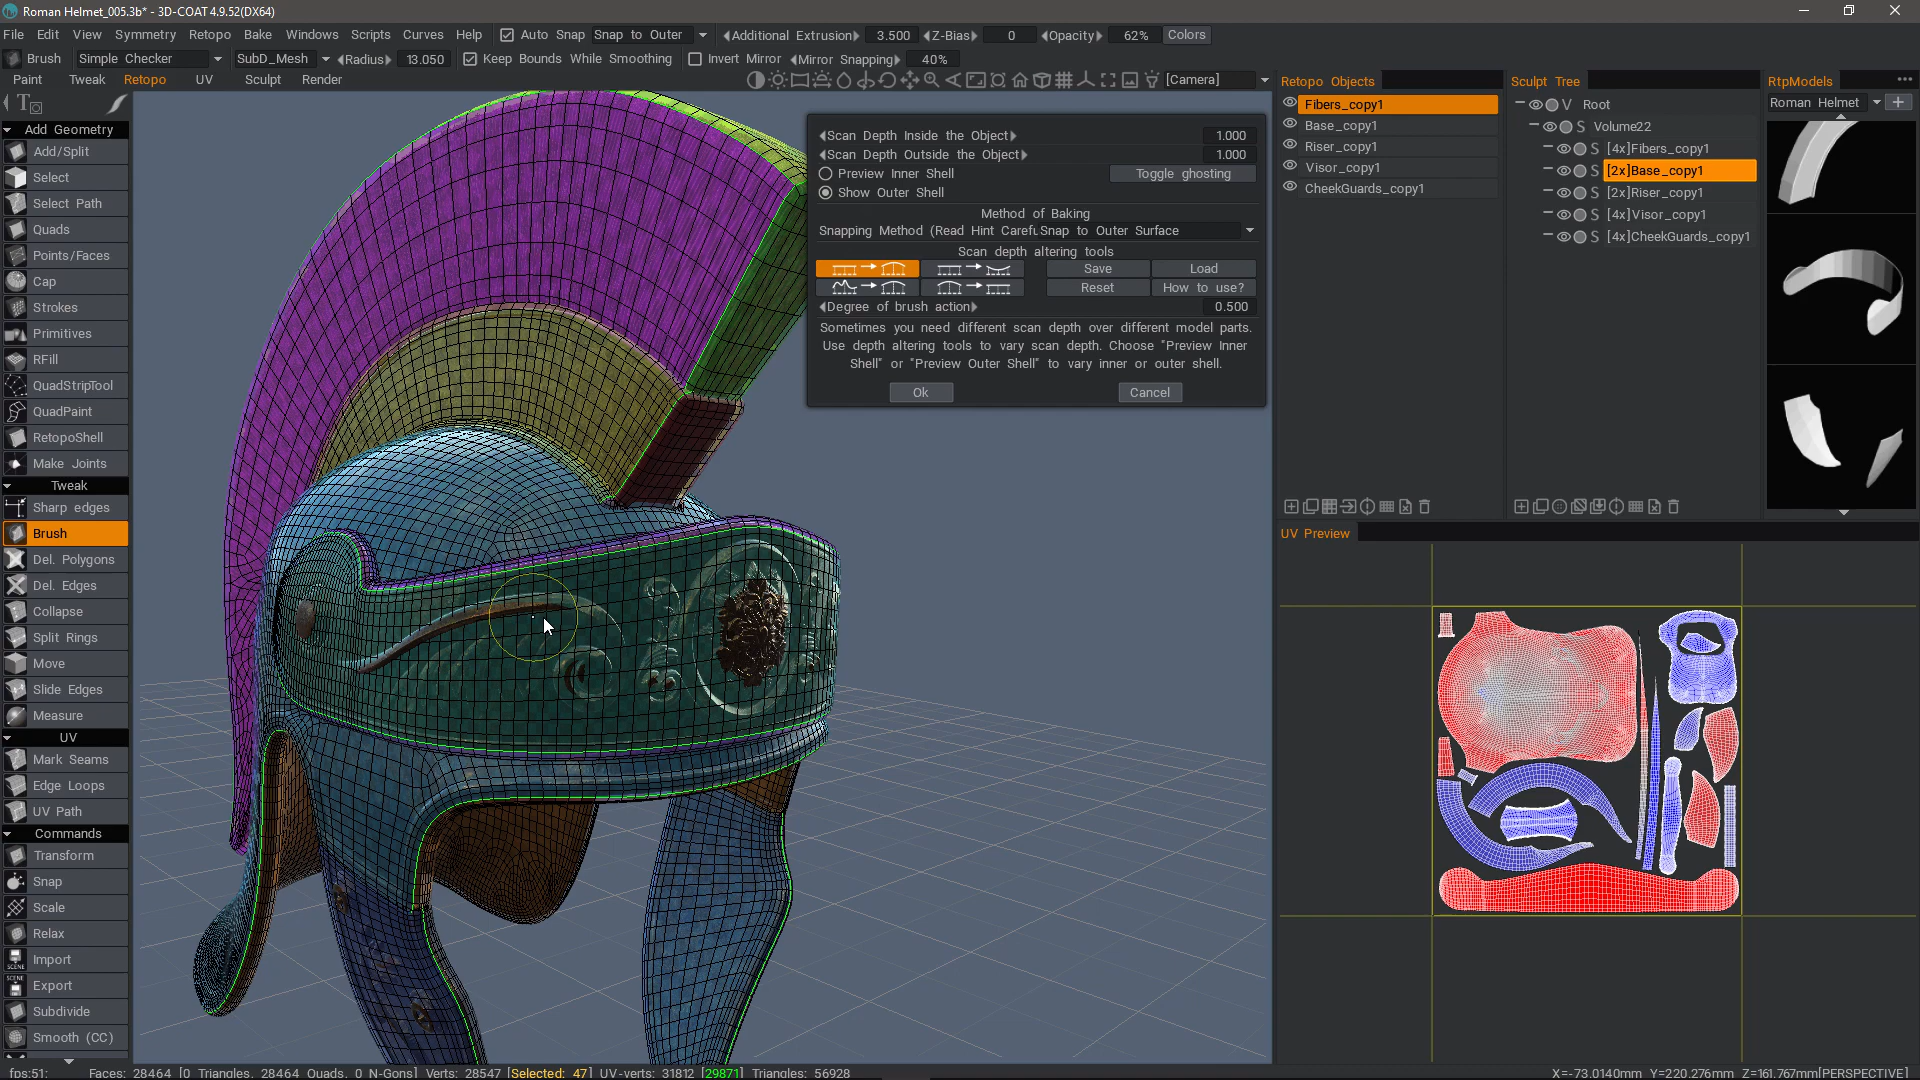 Roman Helmet_005.3b* - 3D-COAT 4.9.52(DX64)
File Edit View Symmetry Retopo Bake Windows Scripts Curves Help Auto Snap Snap to Outer Additional Extrusion 3.500 Z-Bias 0 Opacity 62% Colors
Brush Simple Checker SubD_Mesh Radius 13.050 Keep Bounds While Smoothing Invert Mirror Mirror Snapping 40%
Paint Tweak Retopo UV Sculpt Render [Camera]
Add Geometry
Add/Split
Select
Select Path
Quads
Points/Faces
Cap
Strokes
Primitives
RFill
QuadStripTool
QuadPaint
RetopoShell
Make Joints
Tweak
Sharp edges
Brush
Del. Polygons
Del. Edges
Collapse
Split Rings
Move
Slide Edges
Measure
UV
Mark Seams
Edge Loops
UV Path
Commands
Transform
Snap
Scale
Relax
SCENE Import
SCENE Export
Subdivide
Smooth (CC)
Scan Depth Inside the Object 1.000
Scan Depth Outside the Object 1.000
Preview Inner Shell Toggle ghosting
Show Outer Shell
Method of Baking
Snapping Method (Read Hint Carefu Snap to Outer Surface
Scan depth altering tools
Save Load
Reset How to use?
Degree of brush action 0.500
Sometimes you need different scan depth over different model parts.
Use depth altering tools to vary scan depth. Choose "Preview Inner
Shell" or "Preview Outer Shell" to vary inner or outer shell.
Ok Cancel
Retopo Objects
Fibers_copy1
Base_copy1
Riser_copy1
Visor_copy1
CheekGuards_copy1
Sculpt Tree
V Root
S Volume22
S [4x]Fibers_copy1
S [2x]Base_copy1
S [2x]Riser_copy1
S [4x]Visor_copy1
S [4x]CheekGuards_copy1
RtpModels
Roman Helmet
UV Preview
fps:51: Faces: 28464 [0 Triangles, 28464 Quads, 0 N-Gons] Verts: 28547 [Selected: 47] UV-verts: 31812 [29871] Triangles: 56928 X=-73.0140mm Y=220.276mm Z=161.767mm[PERSPECTIVE]